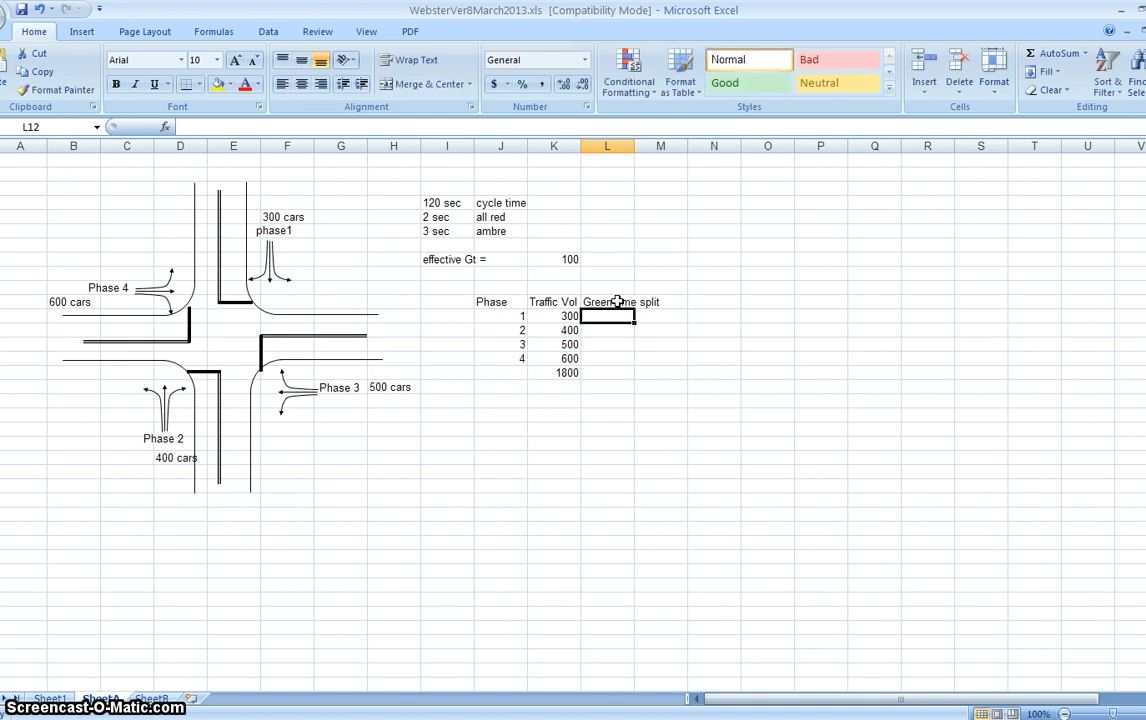 WebsterVer8March2013.xls [Compatibility Mode] - Microsoft Excel
Home Insert Page Layout Formulas Data Review View PDF
Cut
Copy
Format Painter
Clipboard
Arial 10
B I U
Font
Wrap Text
Merge & Center
Alignment
General
$ % ,
Number
Conditional Formatting
Format as Table
Normal Bad
Good Neutral
Styles
Insert Delete Format
Cells
Σ AutoSum
Fill
Clear
Sort & Filter
Editing
L12 fx
A B C D E F G H I J K L M N O P Q R S T U V
120 sec cycle time
2 sec all red
3 sec ambre
effective Gt = 100
300 cars
phase1
Phase 4
600 cars
Phase 3 500 cars
Phase 2
400 cars
Phase Traffic Vol split
1 300
2 400
3 500
4 600
1800
Sheet1 SheetA SheetB
Screencast-O-Matic.com
100%